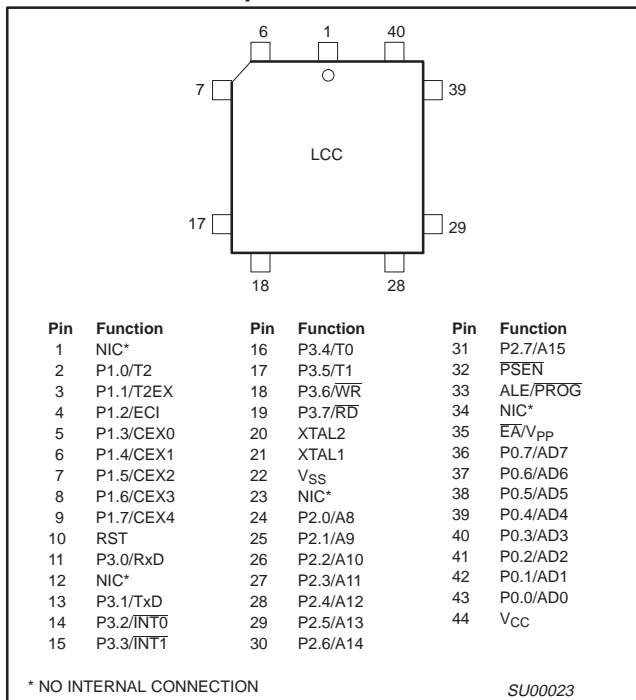 6 1 40
7 39
LCC
17 29
18 28
Pin Function Pin Function Pin Function
1 NIC* 16 P3.4/T0 31 P2.7/A15
2 P1.0/T2 17 P3.5/T1 32 PSEN
3 P1.1/T2EX 18 P3.6/WR 33 ALE/PROG
4 P1.2/ECI 19 P3.7/RD 34 NIC*
5 P1.3/CEX0 20 XTAL2 35 EA/VPP
6 P1.4/CEX1 21 XTAL1 36 P0.7/AD7
7 P1.5/CEX2 22 VSS 37 P0.6/AD6
8 P1.6/CEX3 23 NIC* 38 P0.5/AD5
9 P1.7/CEX4 24 P2.0/A8 39 P0.4/AD4
10 RST 25 P2.1/A9 40 P0.3/AD3
11 P3.0/RxD 26 P2.2/A10 41 P0.2/AD2
12 NIC* 27 P2.3/A11 42 P0.1/AD1
13 P3.1/TxD 28 P2.4/A12 43 P0.0/AD0
14 P3.2/INT0 29 P2.5/A13 44 VCC
15 P3.3/INT1 30 P2.6/A14
* NO INTERNAL CONNECTION SU00023